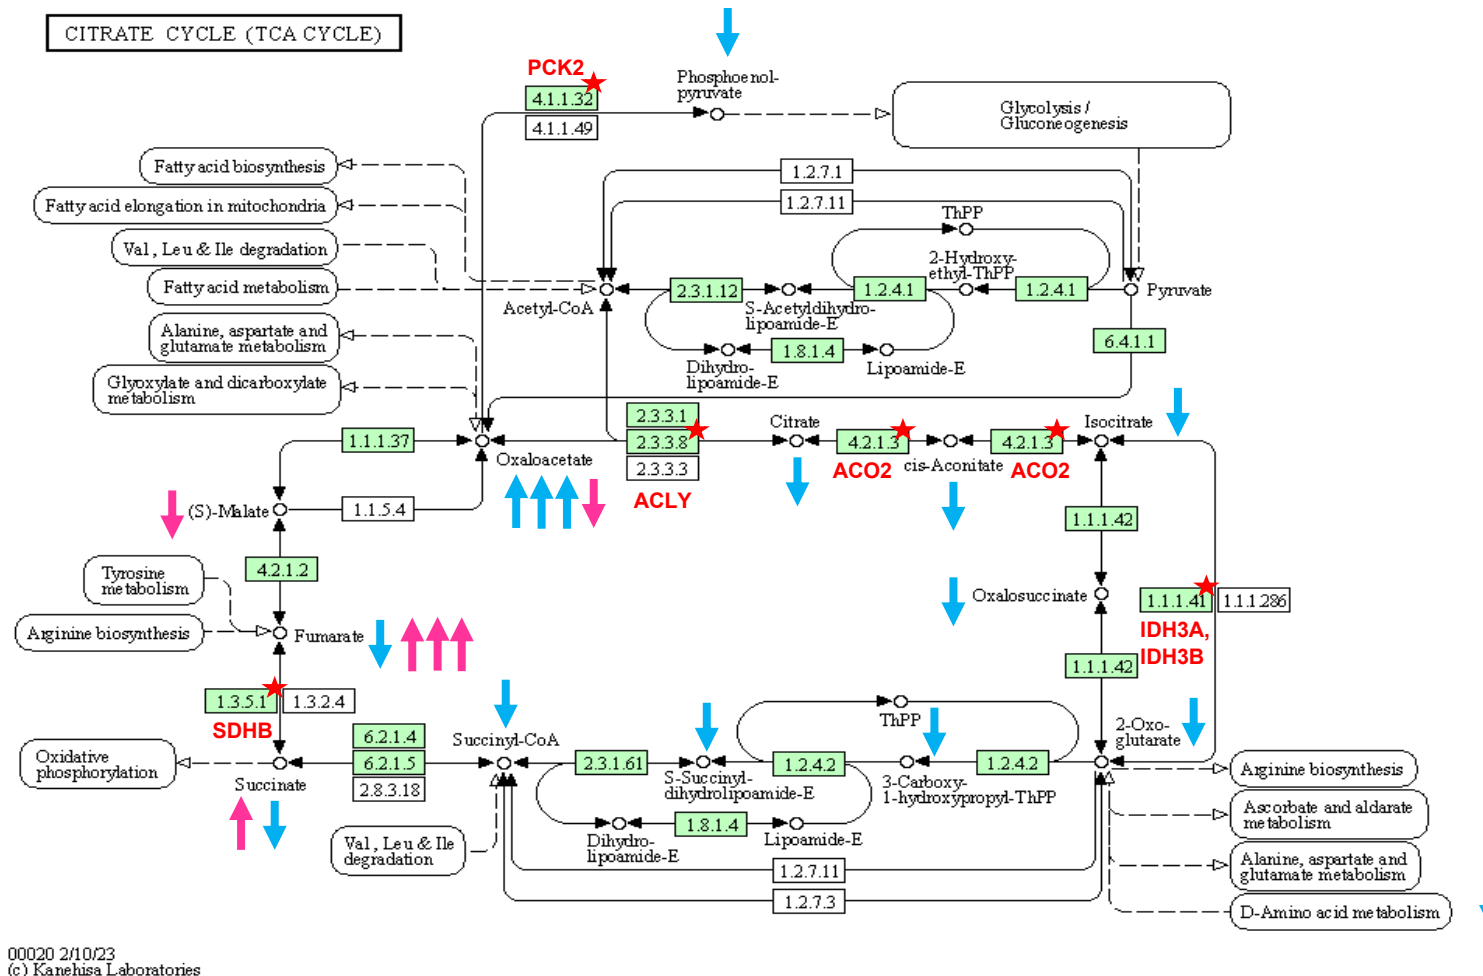 CITRATE CYCLE (TCA CYCLE)
PCK2
Phosphoenol-
pyruvate
4.1.1.32
4.1.1.49
Glycolysis /
Gluconeogenesis
Fatty acid biosynthesis
Fatty acid elongation in mitochondria
Val, Leu & Ile degradation
Fatty acid metabolism
1.2.7.1
1.2.7.11
ThPP
2-Hydroxy-
ethyl-ThPP
2.3.1.12
1.2.4.1
1.2.4.1
Pyruvate
Acetyl-CoA
S-Acetyldihydro-
lipoamide-E
Alanine, aspartate and
glutamate metabolism
1.8.1.4
6.4.1.1
Dihydro-
lipoamide-E
Lipoamide-E
Glyoxylate and dicarboxylate
metabolism
1.1.1.37
Oxaloacetate
2.3.3.1
2.3.3.8
2.3.3.3
ACLY
Citrate
4.2.1.3
ACO2
cis-Aconitate
4.2.1.3
ACO2
Isocitrate
(S)-Malate
1.1.5.4
1.1.1.42
4.2.1.2
Tyrosine
metabolism
Arginine biosynthesis
Fumarate
Oxalosuccinate
1.1.1.41
1.1.1.286
IDH3A,
IDH3B
1.1.1.42
1.3.5.1
1.3.2.4
SDHB
ThPP
2-Oxo-
glutarate
Oxidative
phosphorylation
Succinate
6.2.1.4
6.2.1.5
2.8.3.18
Succinyl-CoA
2.3.1.61
S-Succinyl-
dihydrolipoamide-E
1.2.4.2
3-Carboxy-
1-hydroxypropyl-ThPP
1.2.4.2
Arginine biosynthesis
Ascorbate and aldarate
metabolism
Alanine, aspartate and
glutamate metabolism
D-Amino acid metabolism
Val, Leu & Ile
degradation
Dihydro-
lipoamide-E
1.8.1.4
Lipoamide-E
1.2.7.11
1.2.7.3
00020 2/10/23
(c) Kanehisa Laboratories